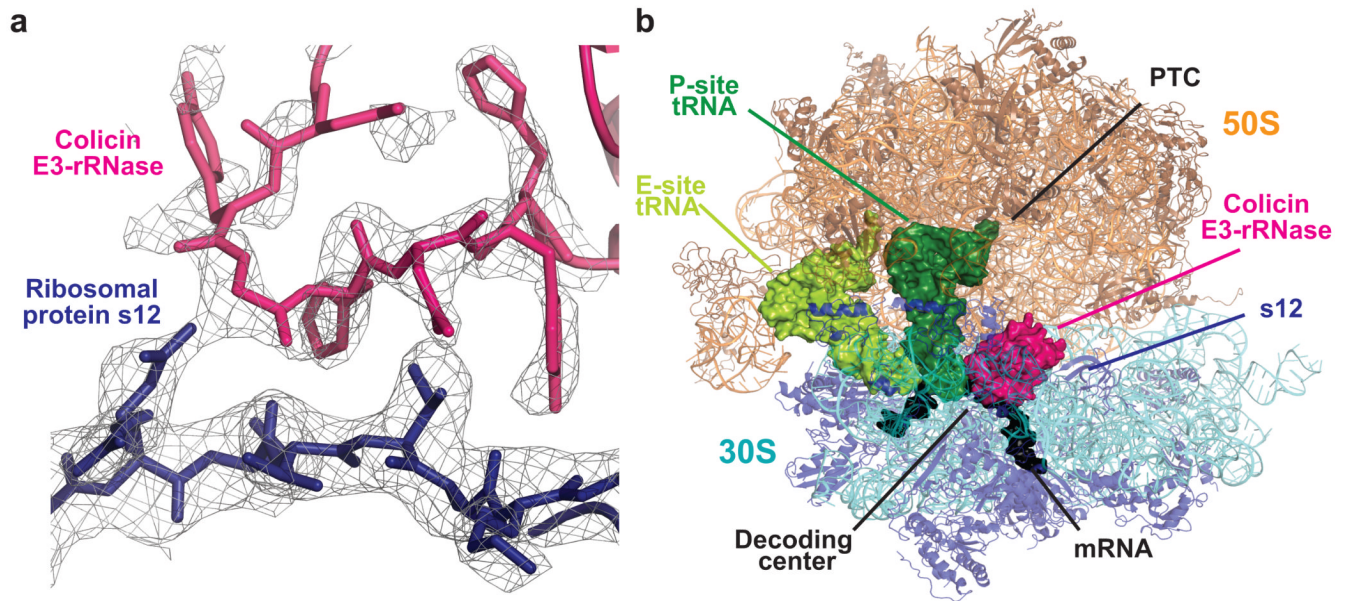 a
Colicin
E3-rRNase
Ribosomal
protein s12
b
P-site
tRNA
PTC
50S
E-site
tRNA
Colicin
E3-rRNase
s12
30S
Decoding
center
mRNA